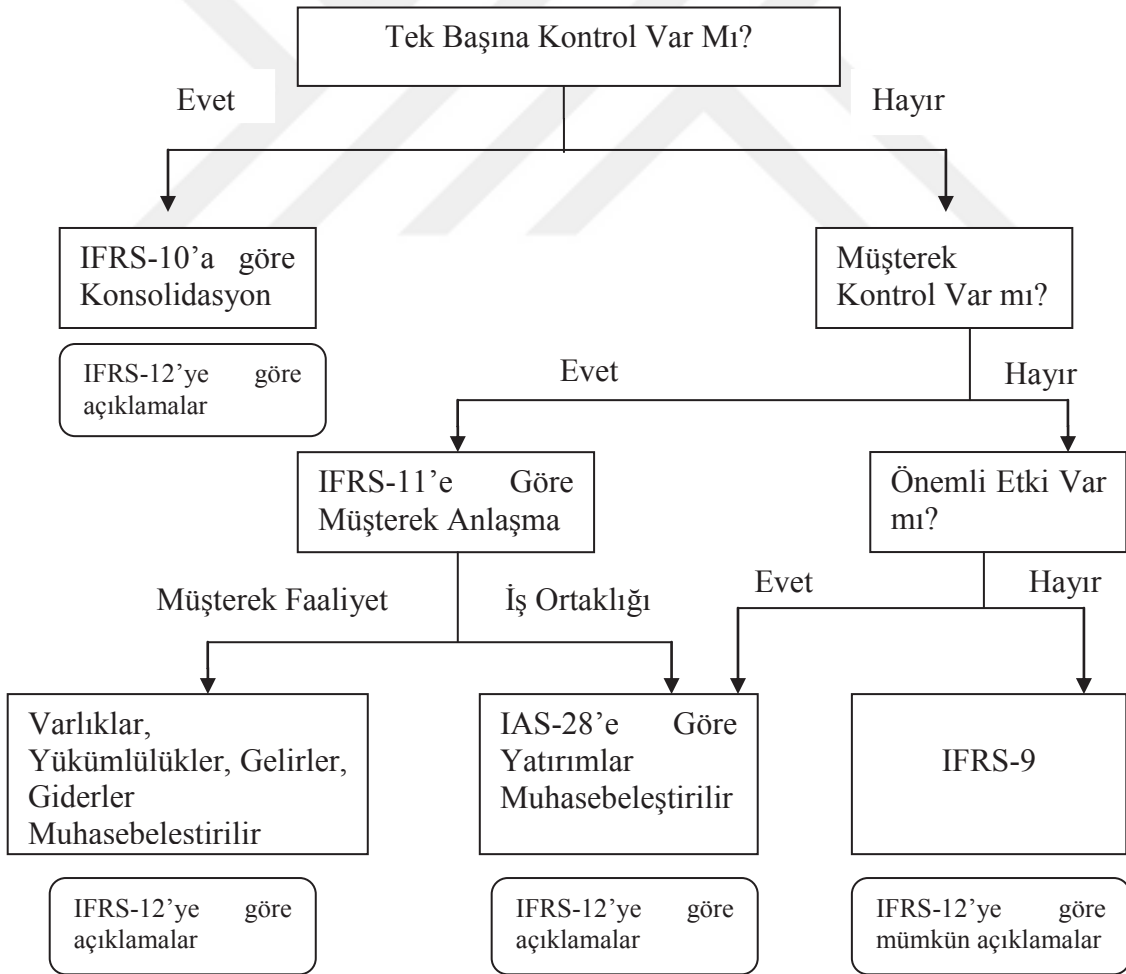 Tek Başına Kontrol Var Mı?
Evet
Hayır
IFRS-10’a göre
Konsolidasyon
Müşterek
Kontrol Var mı?
IFRS-12’ye göre
açıklamalar
Evet
Hayır
IFRS-11’e Göre
Müşterek Anlaşma
Önemli Etki Var
mı?
Müşterek Faaliyet
İş Ortaklığı
Evet
Hayır
Varlıklar,
Yükümlülükler, Gelirler,
Giderler
Muhasebelestirilir
IAS-28’e Göre
Yatırımlar
Muhasebeleştirilir
IFRS-9
IFRS-12’ye göre
açıklamalar
IFRS-12’ye göre
açıklamalar
IFRS-12’ye göre
mümkün açıklamalar